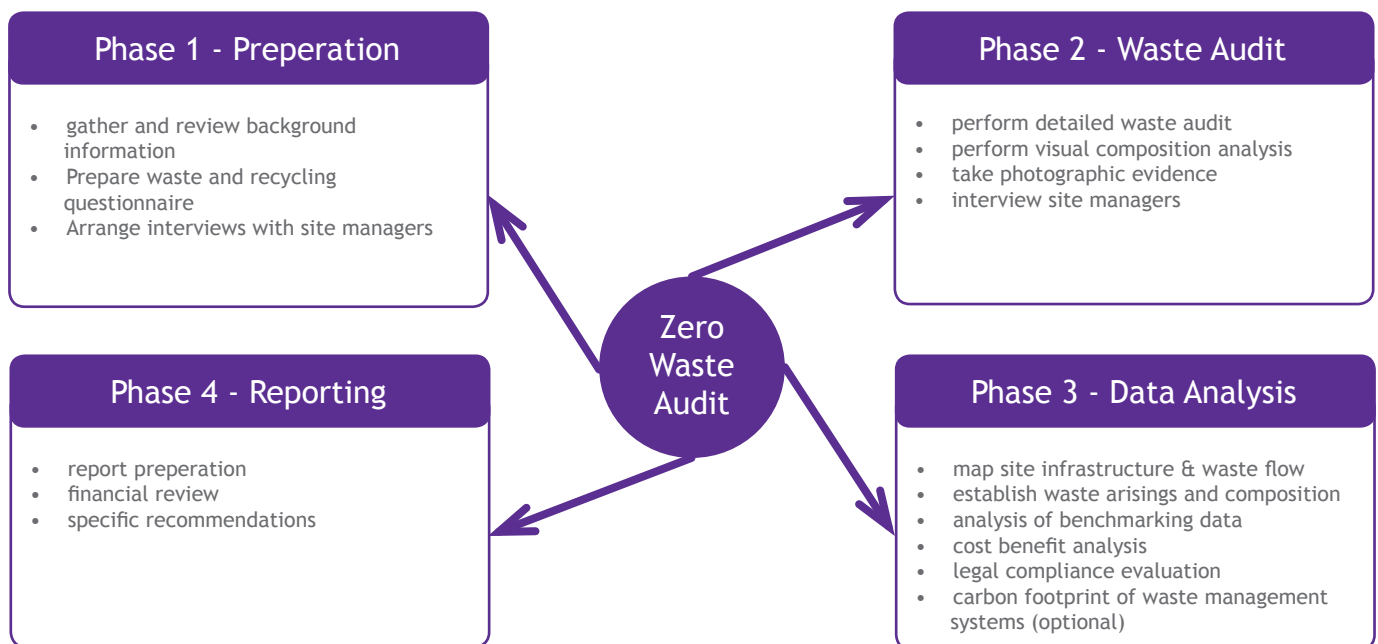 Phase 1 - Preperation
• gather and review background
information
• Prepare waste and recycling
questionnaire
• Arrange interviews with site managers
Phase 2 - Waste Audit
• perform detailed waste audit
• perform visual composition analysis
• take photographic evidence
• interview site managers
Zero
Waste
Audit
Phase 4 - Reporting
• report preperation
• financial review
• specific recommendations
Phase 3 - Data Analysis
• map site infrastructure & waste flow
• establish waste arisings and composition
• analysis of benchmarking data
• cost benefit analysis
• legal compliance evaluation
• carbon footprint of waste management
systems (optional)